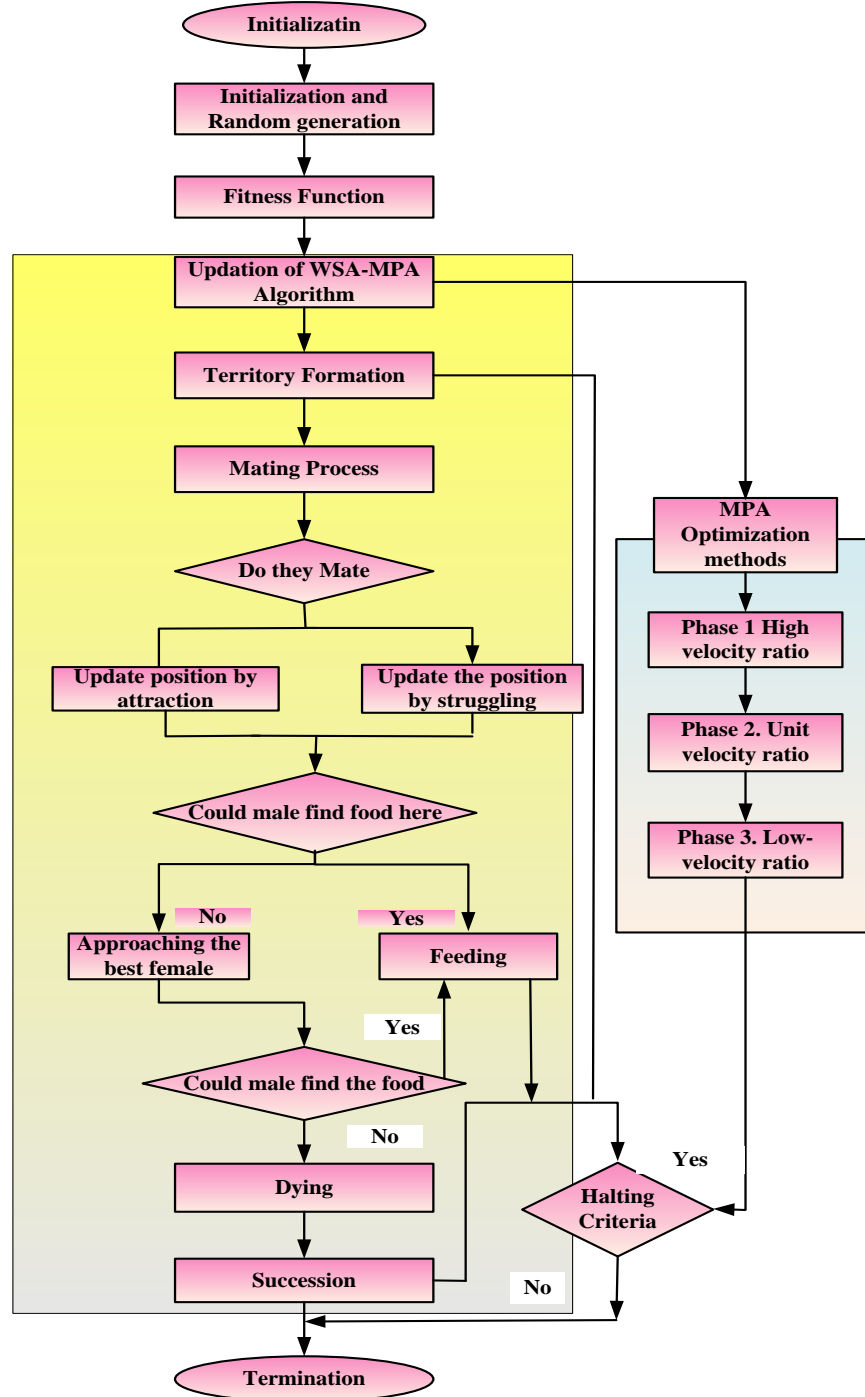 Initializatin
Initialization and
Random generation
Fitness Function
Updation of WSA-MPA
Algorithm
Territory Formation
Mating Process
MPA
Optimization
methods
Do they Mate
Phase 1 High
velocity ratio
Update position by
attraction
Update the position
by struggling
Phase 2. Unit
velocity ratio
Could male find food here
Phase 3. Low-
velocity ratio
No
Yes
Approaching the
best female
Feeding
Yes
Could male find the food
No
Yes
Dying
Halting
Criteria
Succession
No
Termination